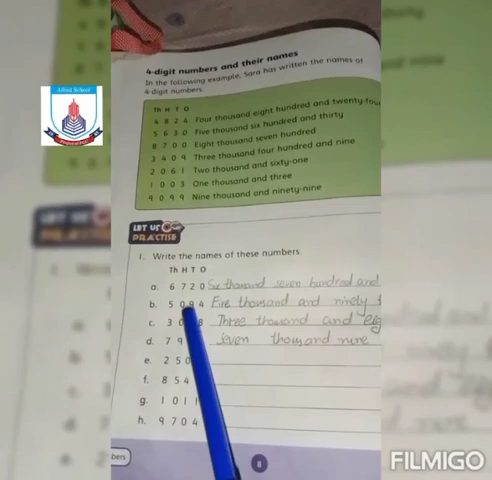 Allied School
4-digit numbers and their names
In the following example, Sara has written the names of
4-digit numbers.
Th H T O
4 8 2 4 Four thousand eight hundred and twenty-four
5 6 3 0 Five thousand six hundred and thirty
8 7 0 0 Eight thousand seven hundred
3 4 0 9 Three thousand four hundred and nine
2 0 6 1 Two thousand and sixty-one
1 0 0 3 One thousand and three
9 0 9 9 Nine thousand and ninety-nine
LET US
PRACTISE
1. Write the names of these numbers.
Th H T O
a. 6 7 2 0 Six thousand seven hundred and
b. 5 0 9 4 Five thousand and ninety
c. 3 0 8 Three thousand and
d. 7 9 seven thousand nine
e. 2 5 0
f. 8 5 4
g. 1 0 1 1
h. 9 7 0 4
bers
8
FILMIGO